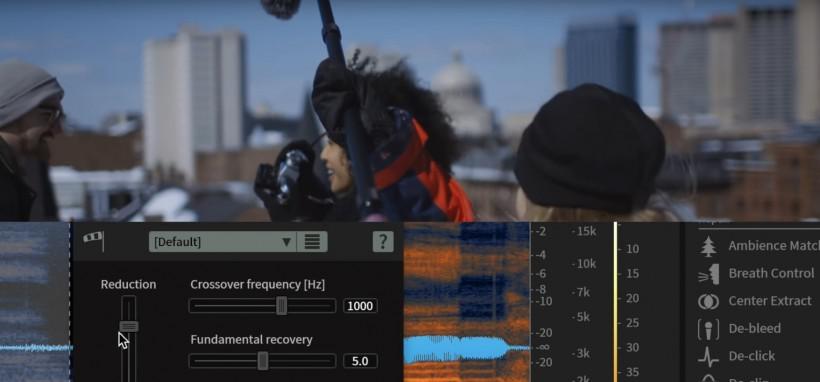 [Default]
?
Reduction
Crossover frequency [Hz]
1000
Fundamental recovery
5.0
-2
-4
-6
-8
-10
-20
-∞
-20
-15k
-10k
-7k
-5k
-3k
10
15
20
25
30
35
Ambience Matc
Breath Control
Center Extract
De-bleed
De-click